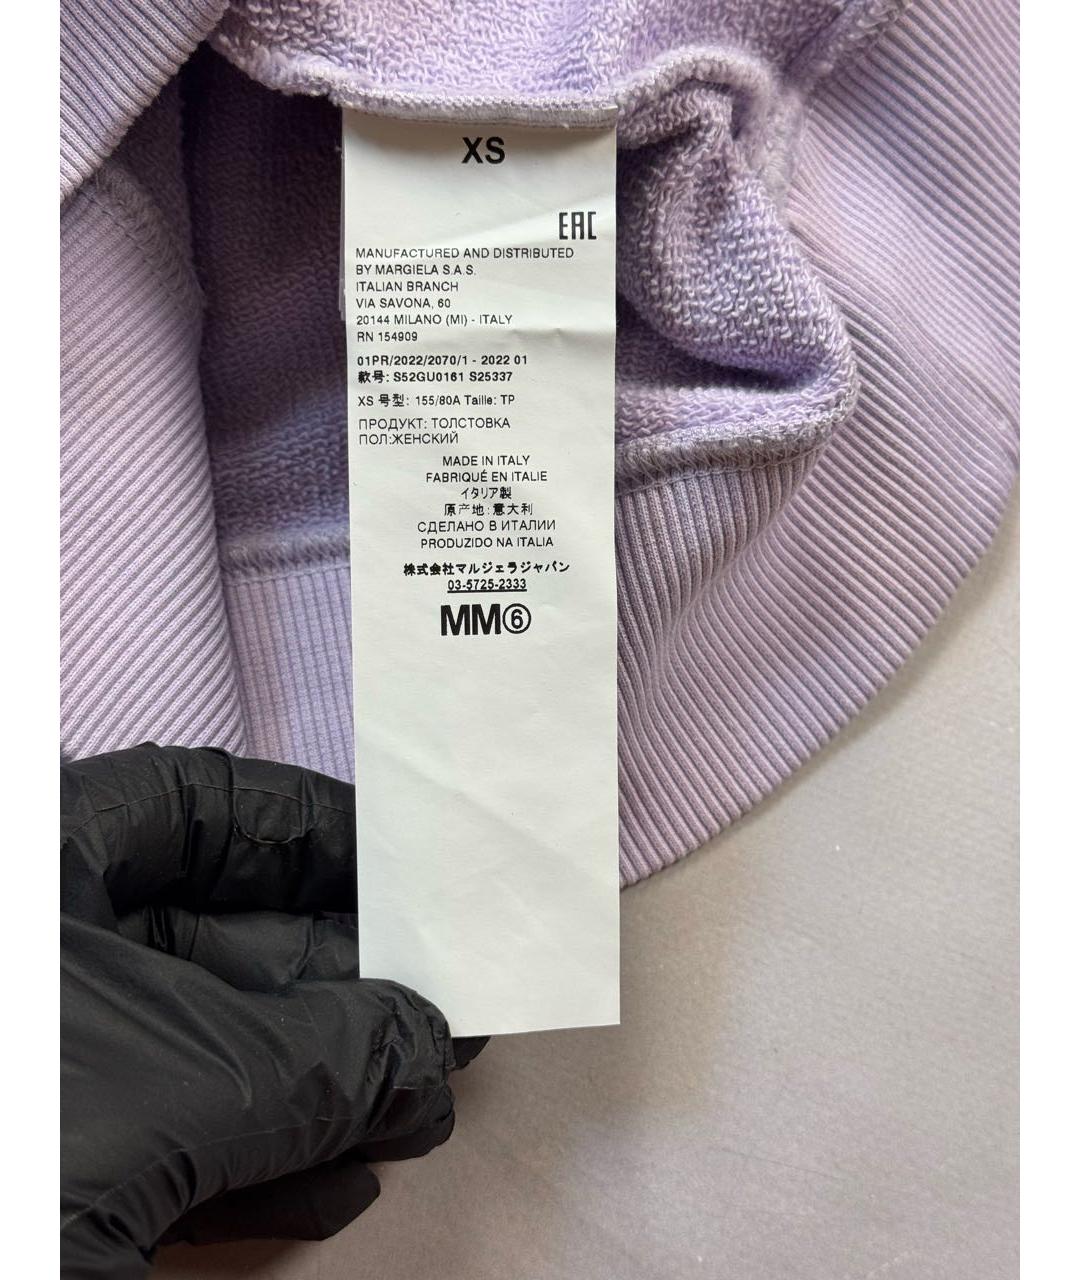 XS
EAC
MANUFACTURED AND DISTRIBUTED
BY MARGIELA S.A.S.
ITALIAN BRANCH
VIA SAVONA, 60
20144 MILANO (MI) - ITALY
RN 154909
01PR/2022/2070/1 - 2022 01
款号: S52GU0161 S25337
XS 号型: 155/80A Taille: TP
ПРОДУКТ: ТОЛСТОВКА
ПОЛ:ЖЕНСКИЙ
MADE IN ITALY
FABRIQUÉ EN ITALIE
イタリア製
原产地:意大利
СДЕЛАНО В ИТАЛИИ
PRODUZIDO NA ITALIA
株式会社マルジェラジャパン
03-5725-2333
MM⑥